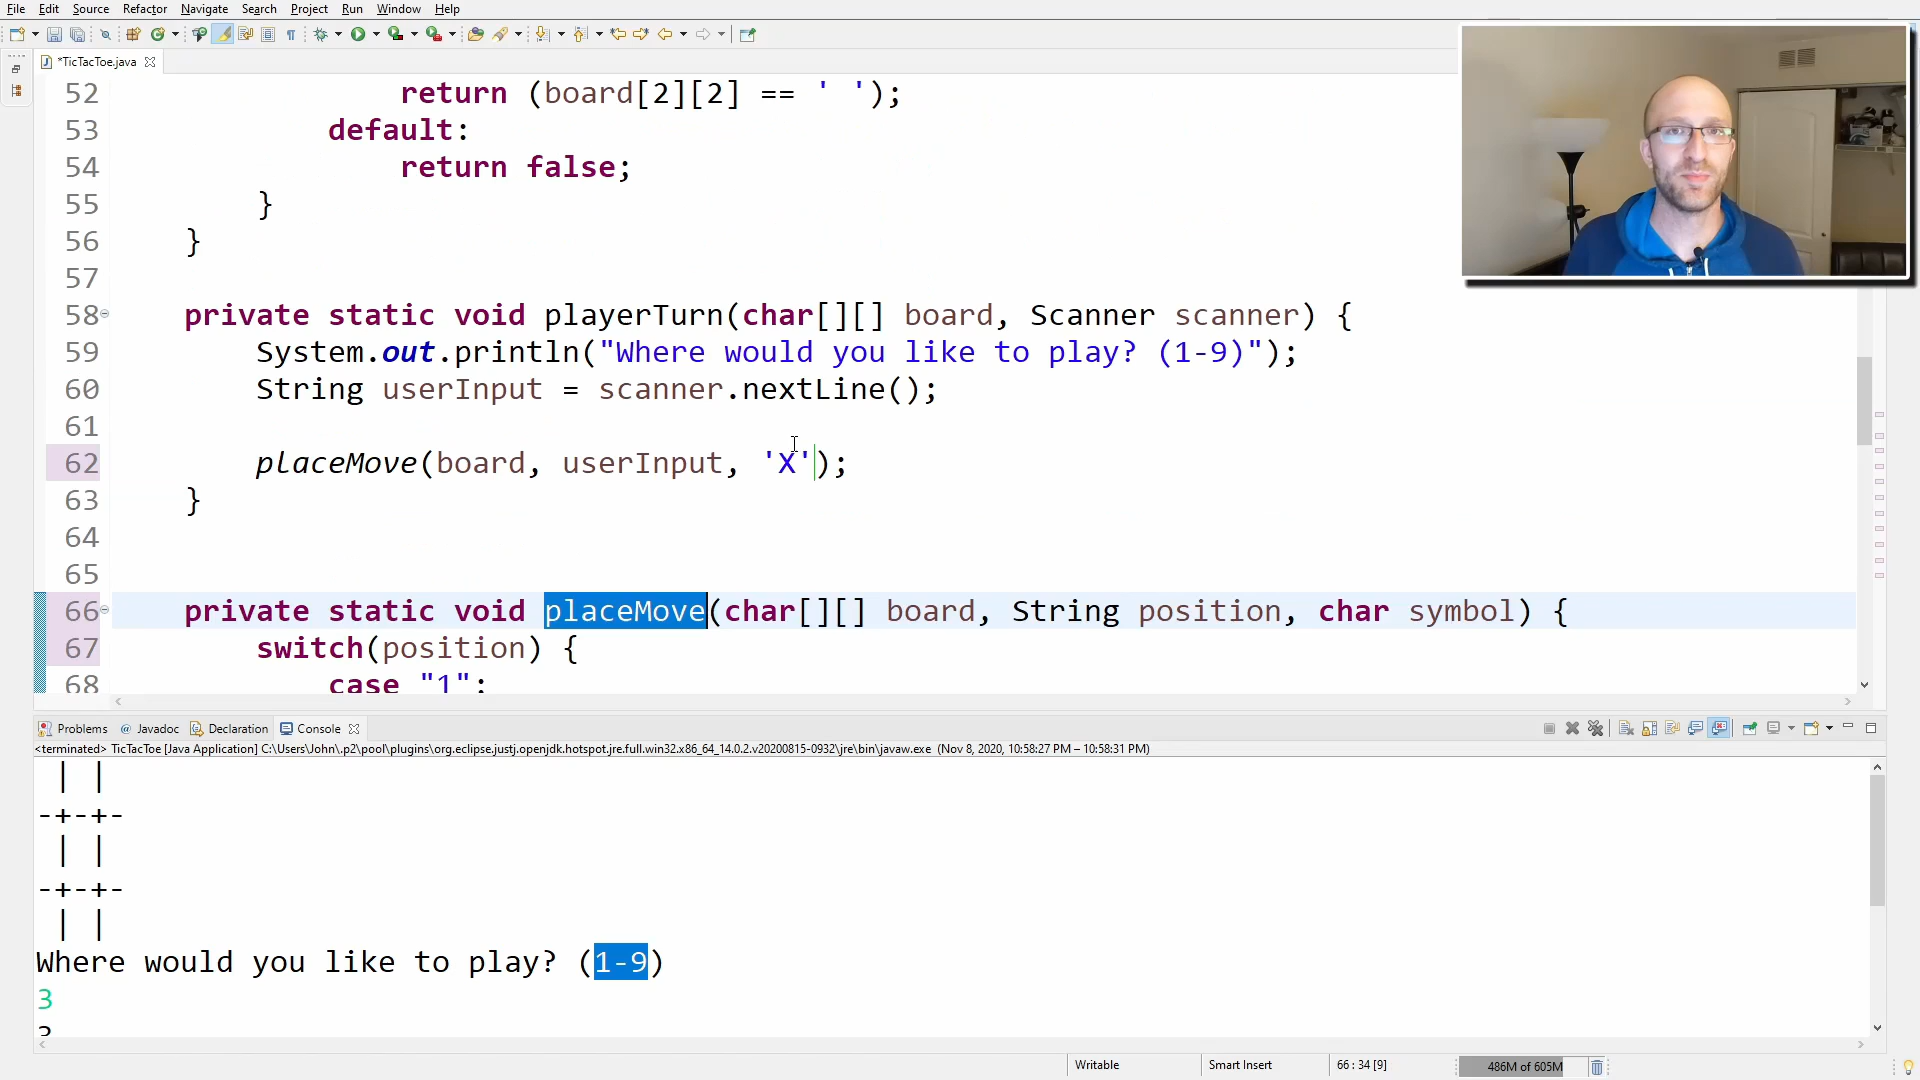 File Edit Source Refactor Navigate Search Project Run Window Help
*TicTacToe.java
52 return (board[2][2] == ' ');
53 default:
54 return false;
55 }
56 }
57
58 private static void playerTurn(char[][] board, Scanner scanner) {
59 System.out.println("Where would you like to play? (1-9)");
60 String userInput = scanner.nextLine();
61
62 placeMove(board, userInput, 'X');
63 }
64
65
66 private static void placeMove(char[][] board, String position, char symbol) {
67 switch(position) {
68 case "1":
Problems Javadoc Declaration Console
<terminated> TicTacToe [Java Application] C:\Users\John\.p2\pool\plugins\org.eclipse.justj.openjdk.hotspot.jre.full.win32.x86_64_14.0.2.v20200815-0932\jre\bin\javaw.exe (Nov 8, 2020, 10:58:27 PM – 10:58:31 PM)
| |
-+-+-
| |
-+-+-
| |
Where would you like to play? (1-9)
3
3
Writable Smart Insert 66 : 34 [9] 486M of 605M